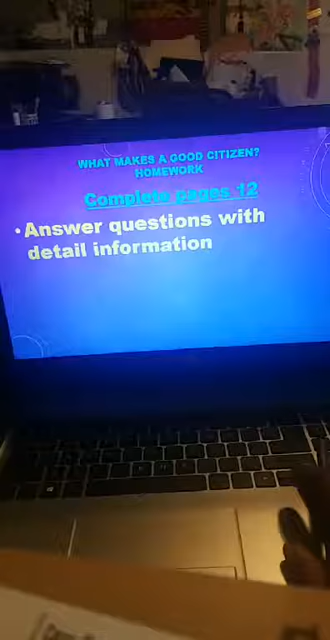 WHAT MAKES A GOOD CITIZEN?
HOMEWORK
Complete pages 12
• Answer questions with
detail information